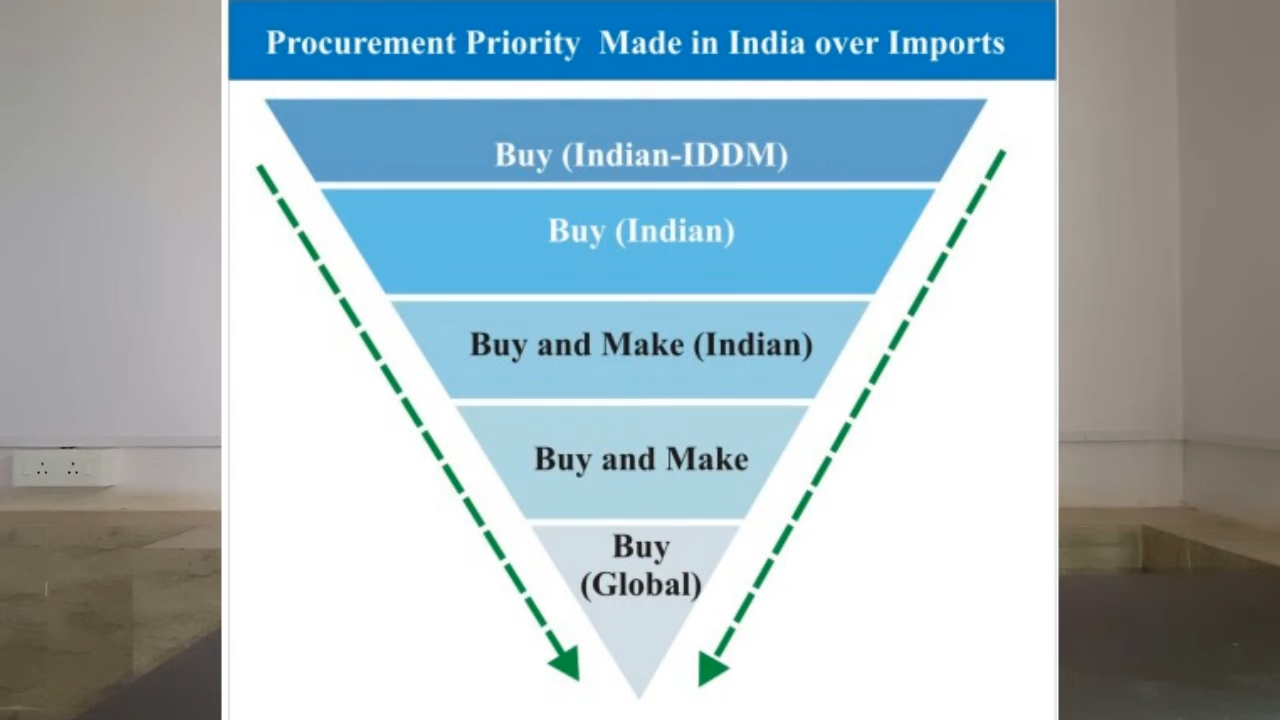 Procurement Priority Made in India over Imports
Buy (Indian-IDDM)
Buy (Indian)
Buy and Make (Indian)
Buy and Make
Buy
(Global)